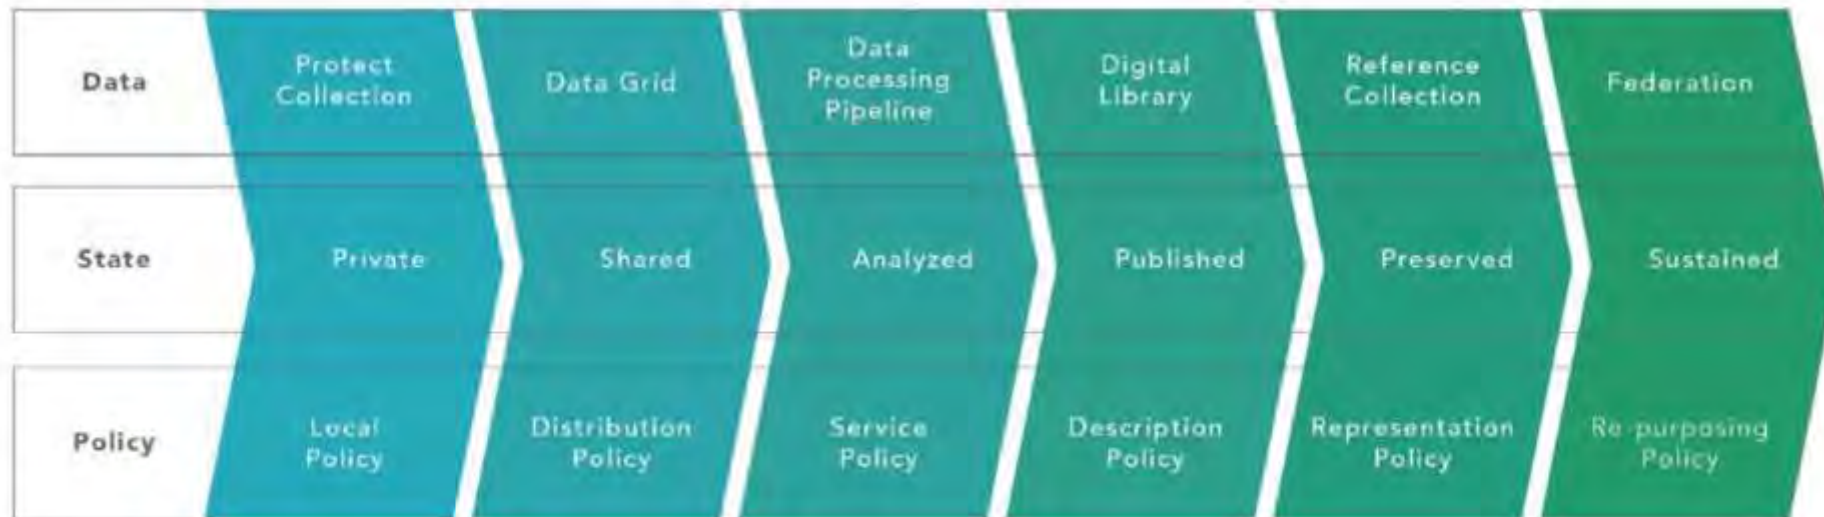 Data
Protect
Collection
Data Grid
Data
Processing
Pipeline
Digital
Library
Reference
Collection
Federation
State
Private
Shared
Analyzed
Published
Preserved
Sustained
Policy
Local
Policy
Distribution
Policy
Service
Policy
Description
Policy
Representation
Policy
Re-purposing
Policy